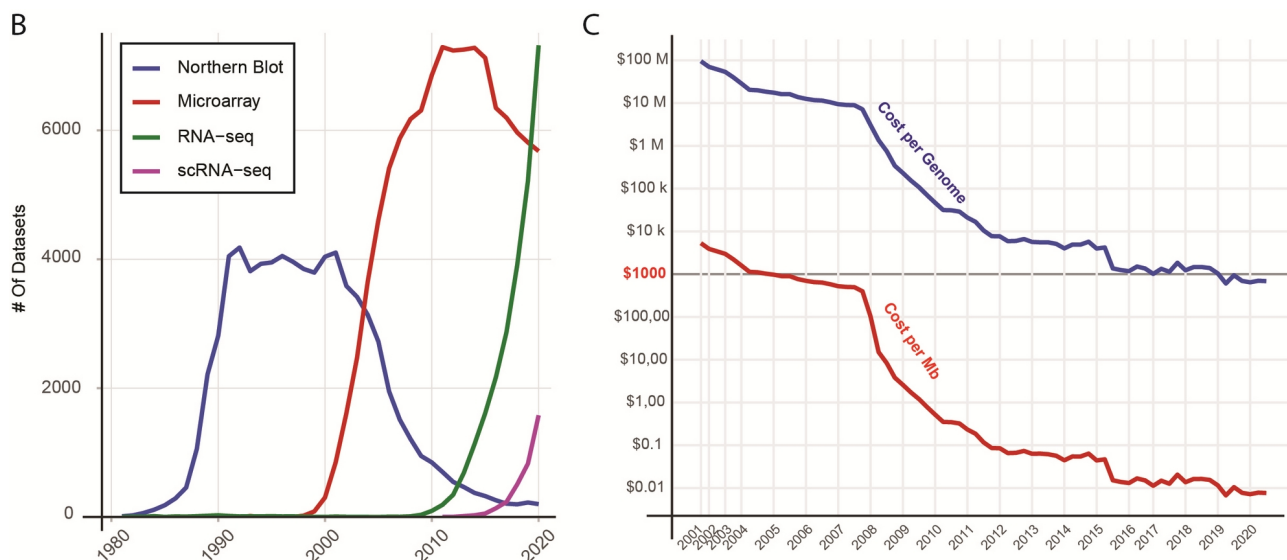 B
Northern Blot
Microarray
RNA-seq
scRNA-seq
# Of Datasets
6000
4000
2000
0
1980
1990
2000
2010
2020
C
$100 M
$10 M
$1 M
$100 k
$10 k
$1000
$100,00
$10,00
$1,00
$0.1
$0.01
Cost per Genome
Cost per Mb
2001
2002
2003
2004
2005
2006
2007
2008
2009
2010
2011
2012
2013
2014
2015
2016
2017
2018
2019
2020